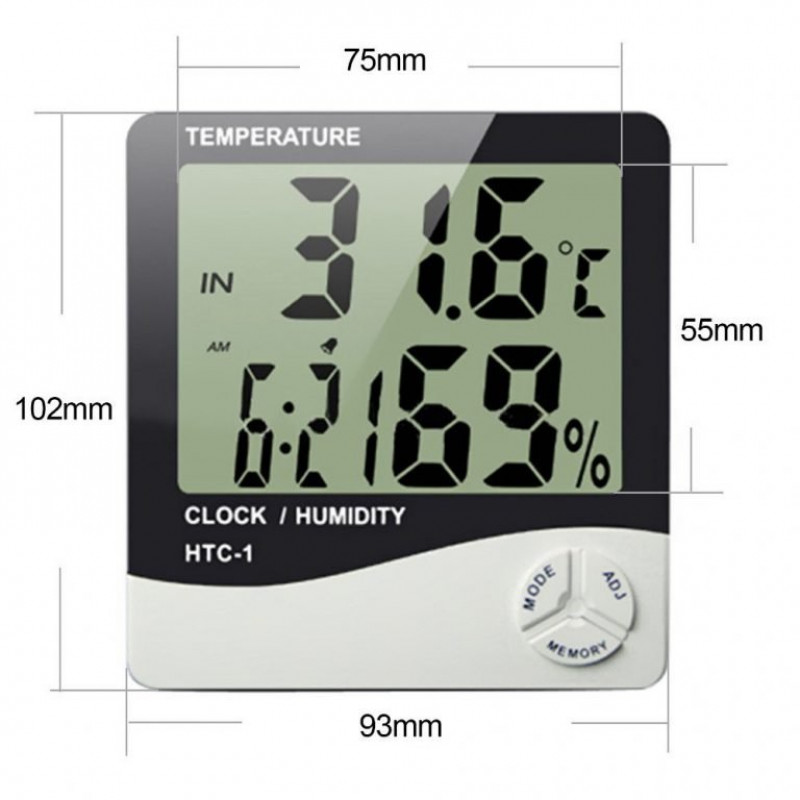 75mm
TEMPERATURE
IN 31.6 °C
55mm
AM
6:21 69%
102mm
CLOCK / HUMIDITY
HTC-1
MODE ADJ
MEMORY
93mm